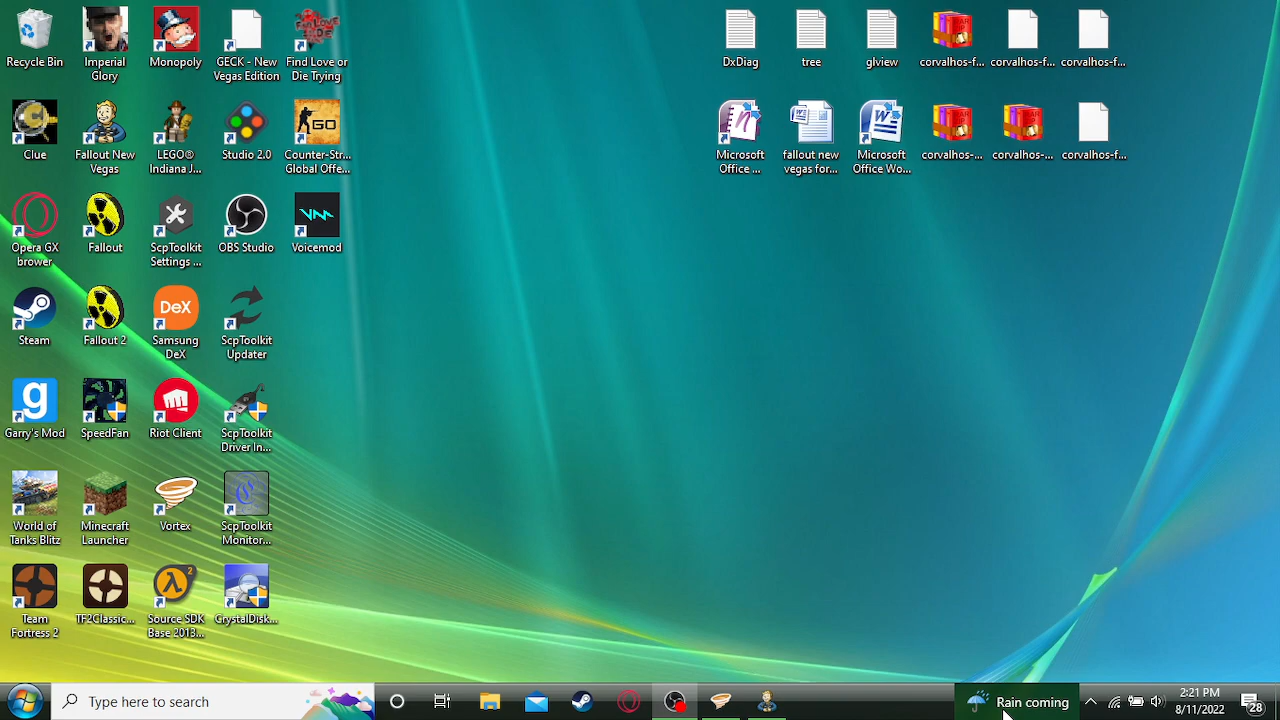 Recycle Bin
Imperial
Glory
Monopoly
GECK - New
Vegas Edition
Find Love or
Die Trying
DxDiag
tree
glview
corvalhos-f...
corvalhos-f...
corvalhos-f...
Clue
Fallout New
Vegas
LEGO®
Indiana J...
Studio 2.0
GO
Counter-Str...
Global Offe...
Microsoft
Office ...
fallout new
vegas for...
Microsoft
Office Wo...
corvalhos-...
corvalhos-...
corvalhos-f...
Opera GX
brower
Fallout
ScpToolkit
Settings ...
OBS Studio
Voicemod
Steam
Fallout 2
DeX
Samsung
DeX
ScpToolkit
Updater
g
Garry's Mod
SpeedFan
Riot Client
ScpToolkit
Driver In...
World of
Tanks Blitz
Minecraft
Launcher
Vortex
ScpToolkit
Monitor...
Team
Fortress 2
TF2Classic...
2
Source SDK
Base 2013...
CrystalDisk...
Type here to search
Rain coming
2:21 PM
8/11/2022
28